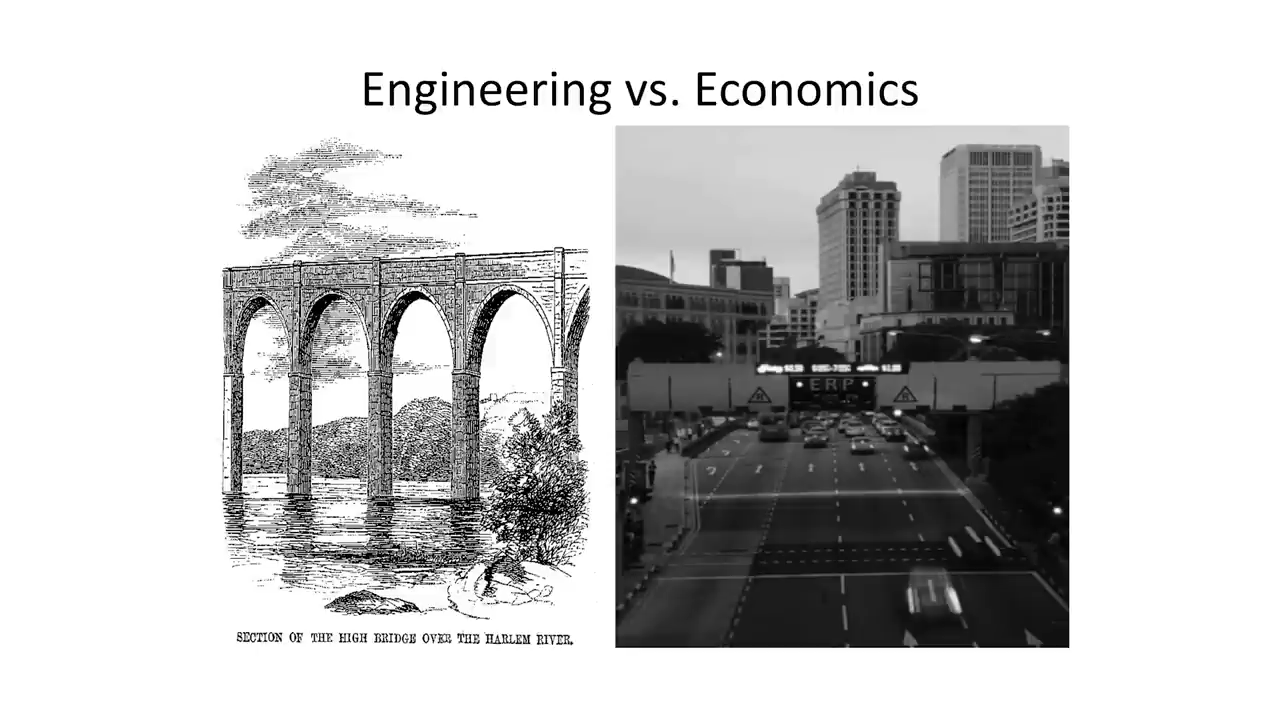 Engineering vs. Economics
ERP
SECTION OF THE HIGH BRIDGE OVER THE HARLEM RIVER.